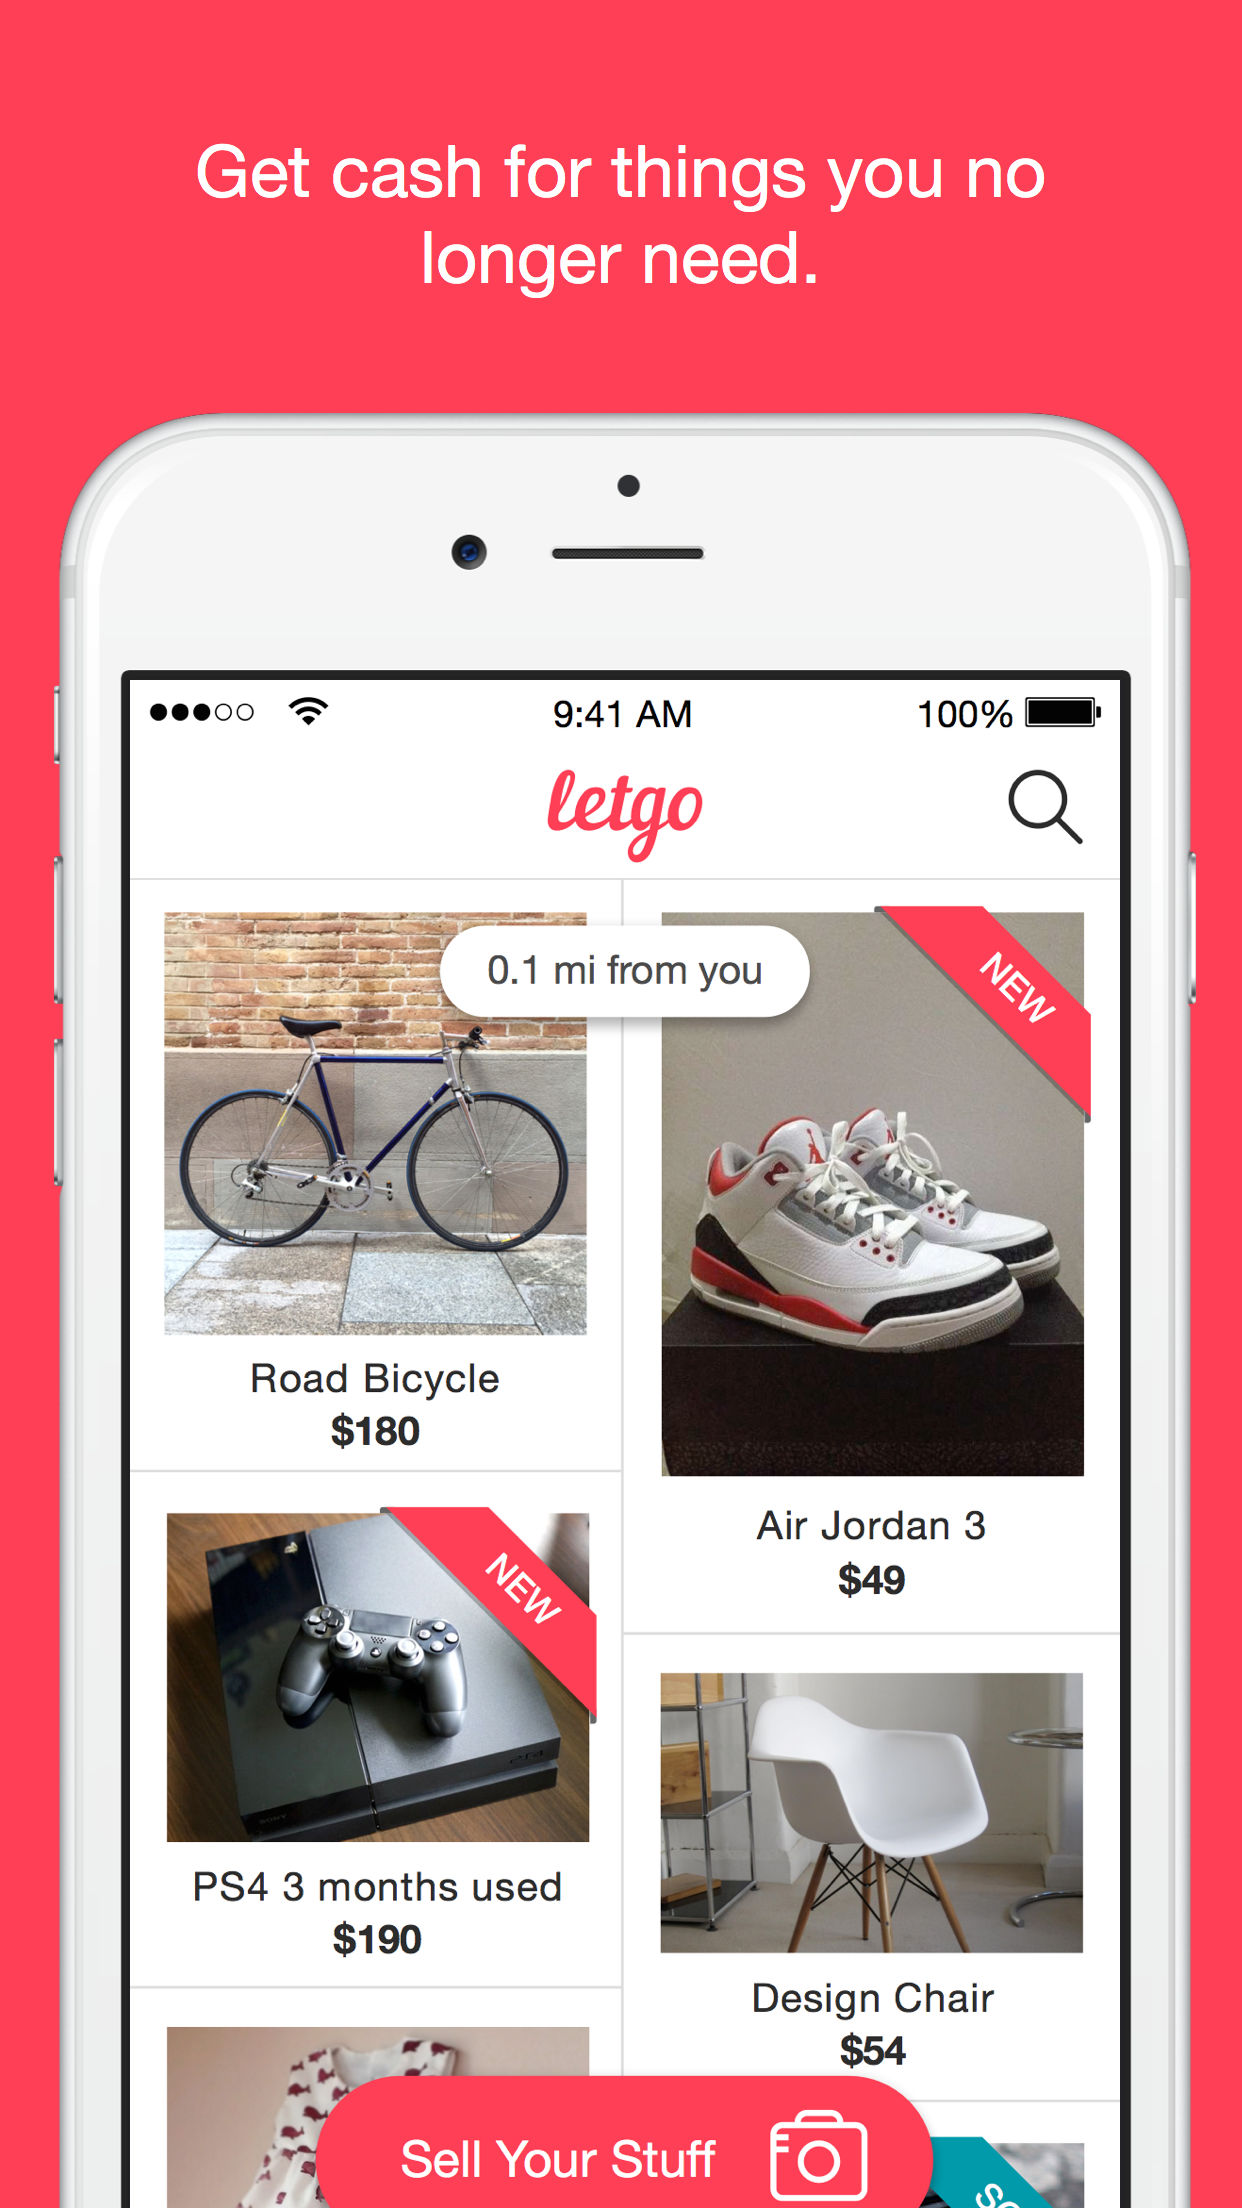 Get cash for things you no
longer need.
9:41 AM
100%
letgo
0.1 mi from you
NEW
Road Bicycle
$180
Air Jordan 3
$49
NEW
PS4 3 months used
$190
Design Chair
$54
Sell Your Stuff